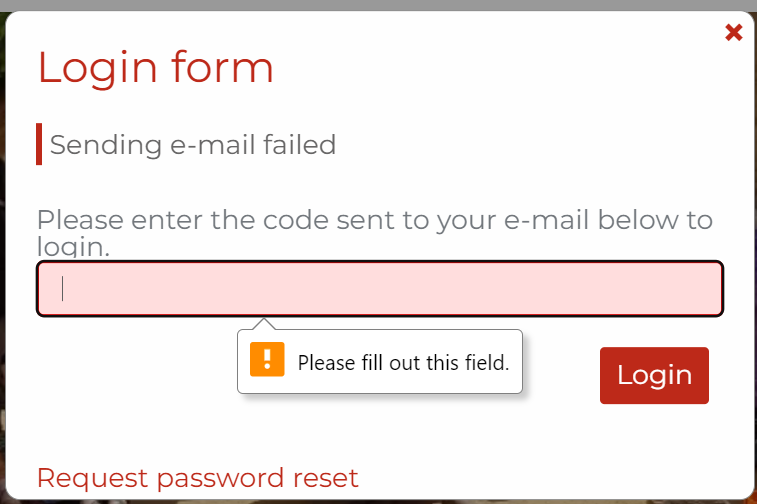 Login form
Sending e-mail failed
Please enter the code sent to your e-mail below to
login.
Please fill out this field.
Login
Request password reset